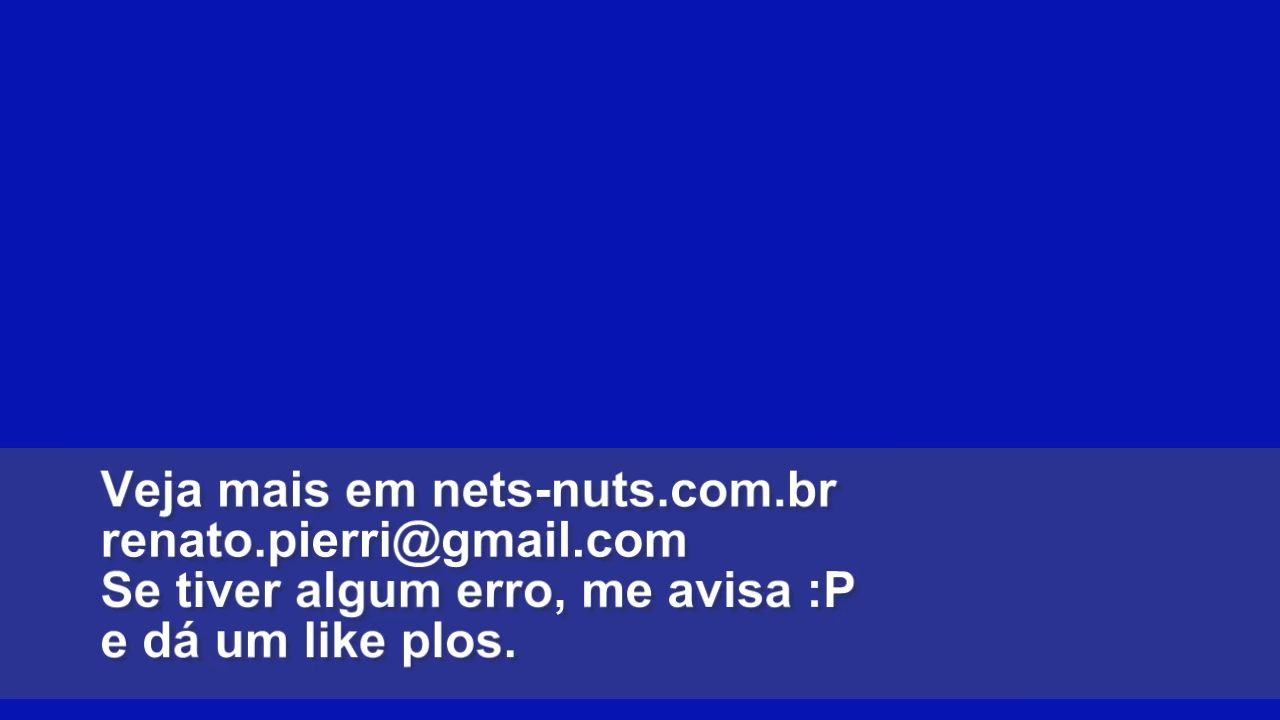 Veja mais em nets-nuts.com.br
renato.pierri@gmail.com
Se tiver algum erro, me avisa :P
e dá um like plos.